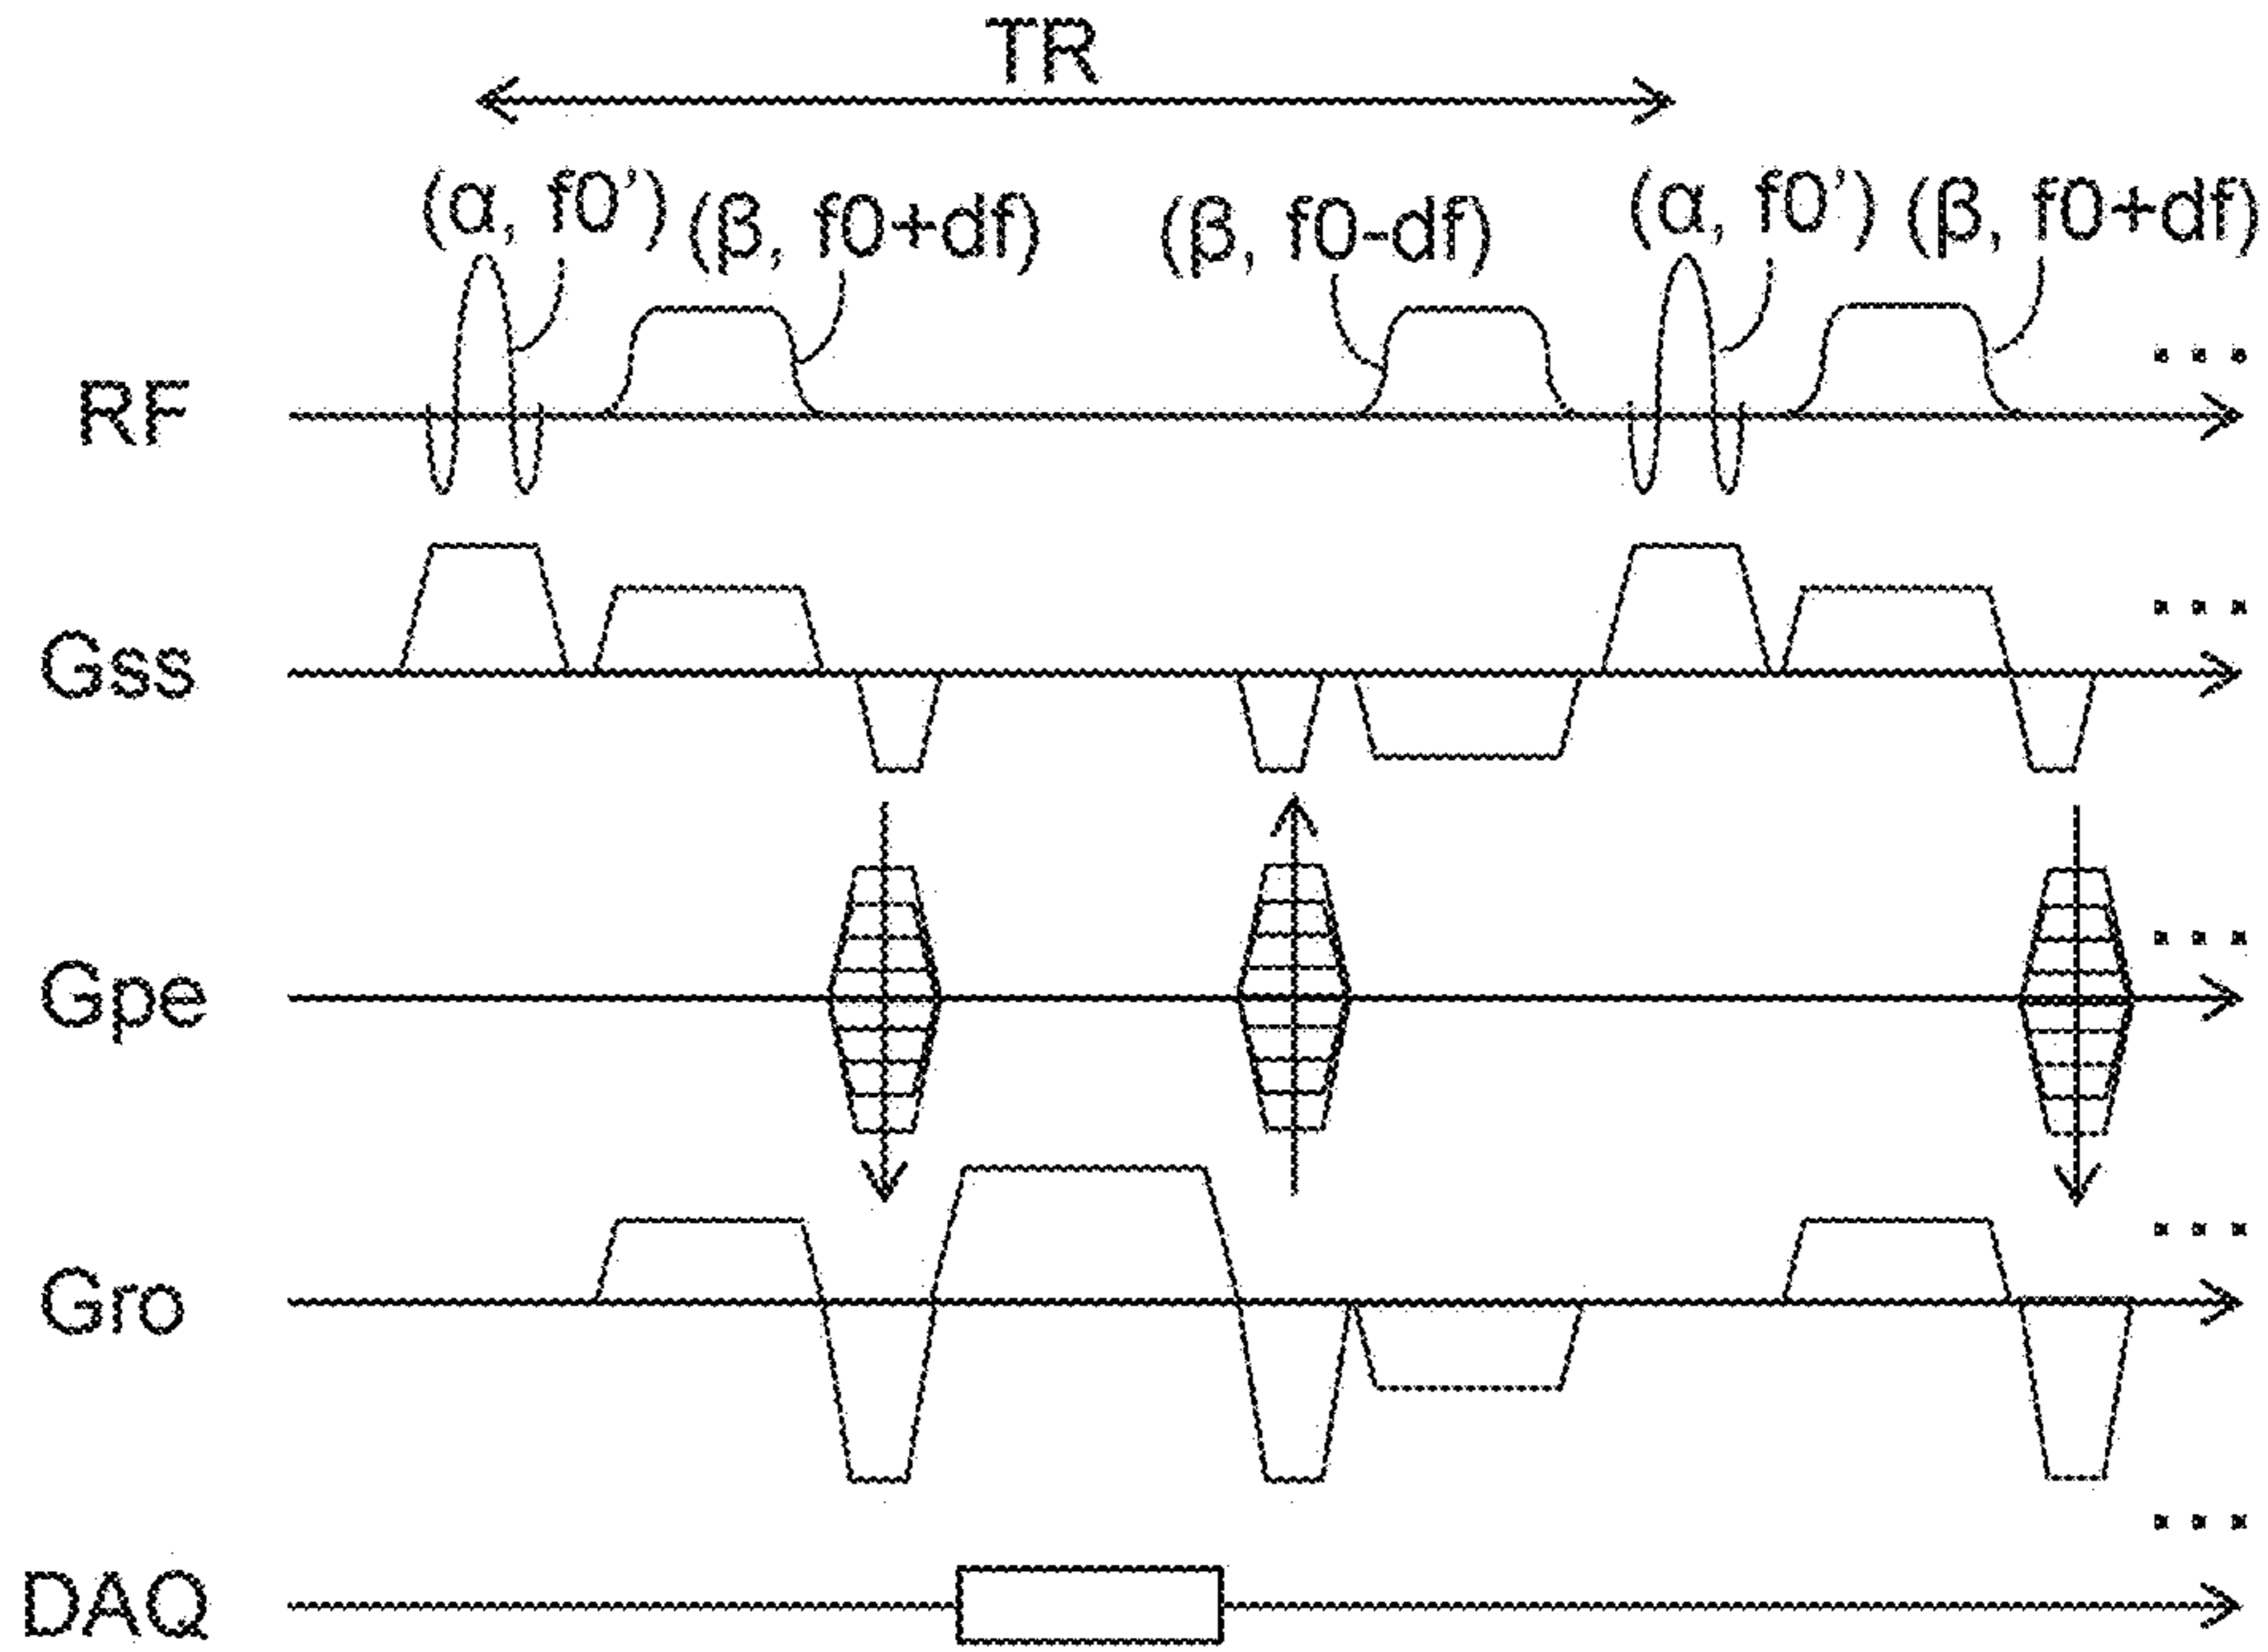 TR
(α, f0’) (β, f0+df) (β, f0-df) (α, f0’) (β, f0+df)
RF ...
Gss ...
Gpe ...
Gro ...
...
DAQ